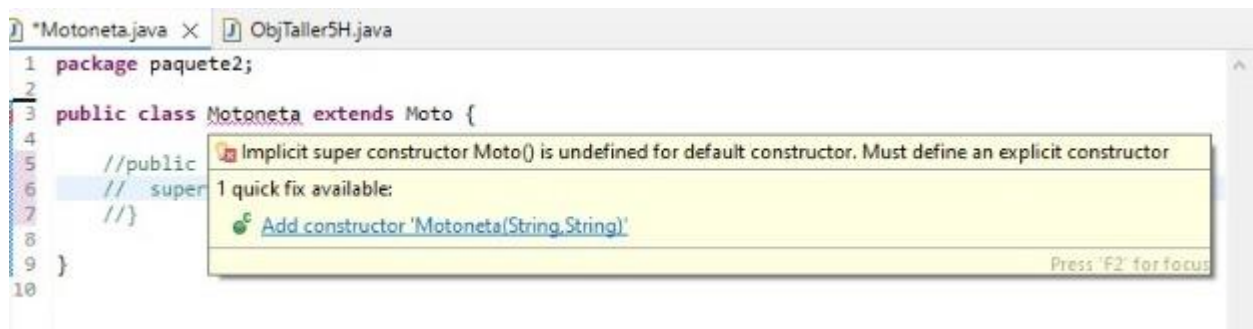 *Motoneta.java × ObjTaller5H.java
1 package paquete2;
2
3 public class Motoneta extends Moto {
4
Implicit super constructor Moto() is undefined for default constructor. Must define an explicit constructor
5 //public
6 // super
1 quick fix available:
7 //}
Add constructor 'Motoneta(String,String)'
8
9 }
Press 'F2' for focus
10